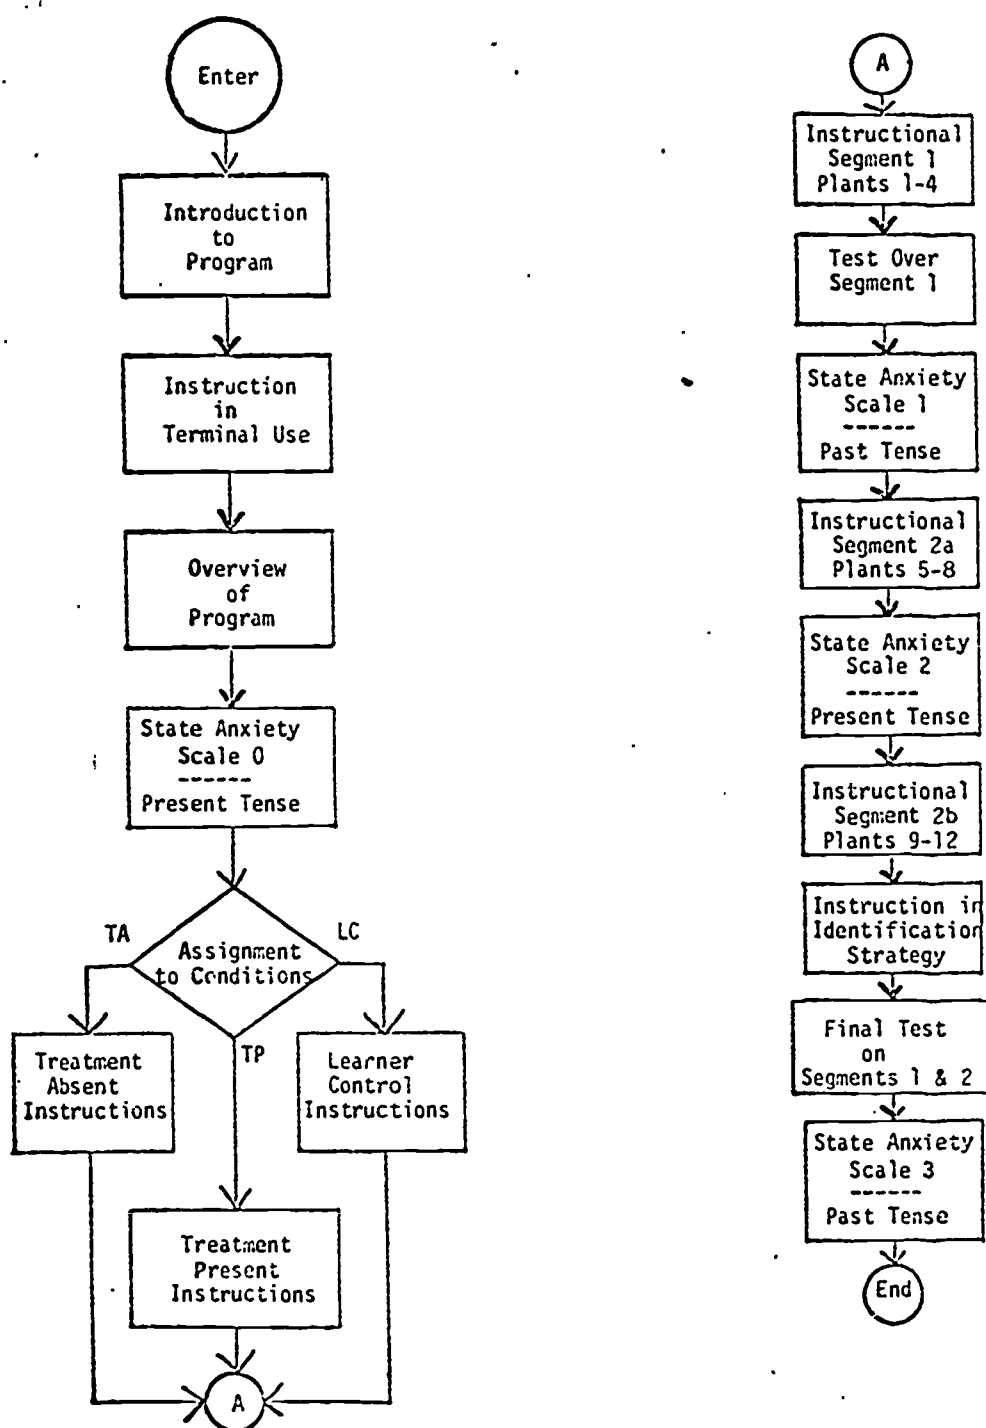 Enter
Introduction
to
Program
Instruction
in
Terminal Use
Overview
of
Program
State Anxiety
Scale 0
------
Present Tense
Assignment
to Conditions
TA
LC
TP
Treatment
Absent
Instructions
Learner
Control
Instructions
Treatment
Present
Instructions
A
A
Instructional
Segment 1
Plants 1-4
Test Over
Segment 1
State Anxiety
Scale 1
------
Past Tense
Instructional
Segment 2a
Plants 5-8
State Anxiety
Scale 2
------
Present Tense
Instructional
Segment 2b
Plants 9-12
Instruction in
Identification
Strategy
Final Test
on
Segments 1 & 2
State Anxiety
Scale 3
------
Past Tense
End